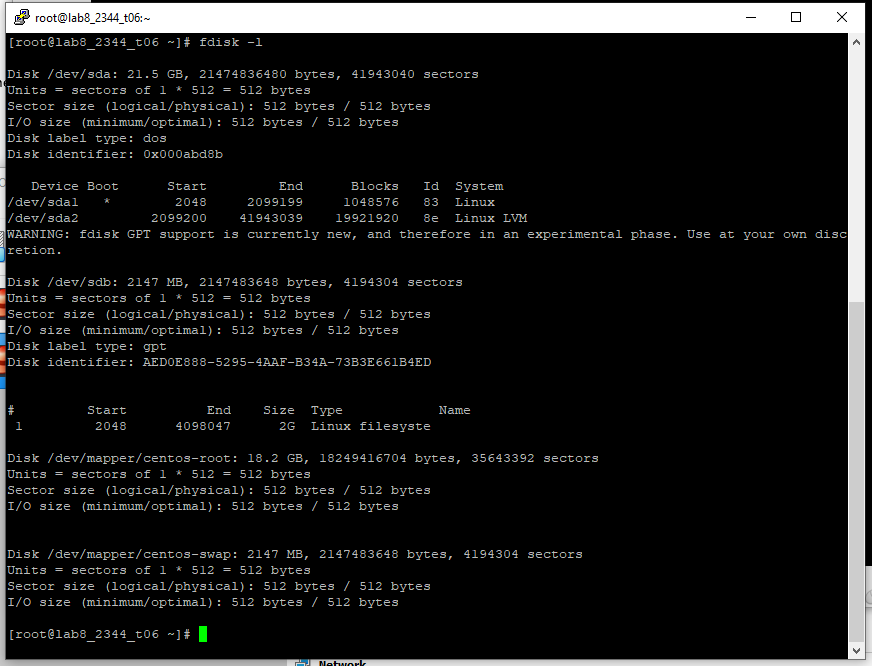 root@lab8_2344_t06:~
[root@lab8_2344_t06 ~]# fdisk -l
Disk /dev/sda: 21.5 GB, 21474836480 bytes, 41943040 sectors
Units = sectors of 1 * 512 = 512 bytes
Sector size (logical/physical): 512 bytes / 512 bytes
I/O size (minimum/optimal): 512 bytes / 512 bytes
Disk label type: dos
Disk identifier: 0x000abd8b
Device Boot Start End Blocks Id System
/dev/sda1 * 2048 2099199 1048576 83 Linux
/dev/sda2 2099200 41943039 19921920 8e Linux LVM
WARNING: fdisk GPT support is currently new, and therefore in an experimental phase. Use at your own disc
retion.
Disk /dev/sdb: 2147 MB, 2147483648 bytes, 4194304 sectors
Units = sectors of 1 * 512 = 512 bytes
Sector size (logical/physical): 512 bytes / 512 bytes
I/O size (minimum/optimal): 512 bytes / 512 bytes
Disk label type: gpt
Disk identifier: AED0E888-5295-4AAF-B34A-73B3E661B4ED
# Start End Size Type Name
1 2048 4098047 2G Linux filesyste
Disk /dev/mapper/centos-root: 18.2 GB, 18249416704 bytes, 35643392 sectors
Units = sectors of 1 * 512 = 512 bytes
Sector size (logical/physical): 512 bytes / 512 bytes
I/O size (minimum/optimal): 512 bytes / 512 bytes
Disk /dev/mapper/centos-swap: 2147 MB, 2147483648 bytes, 4194304 sectors
Units = sectors of 1 * 512 = 512 bytes
Sector size (logical/physical): 512 bytes / 512 bytes
I/O size (minimum/optimal): 512 bytes / 512 bytes
[root@lab8_2344_t06 ~]#
Network